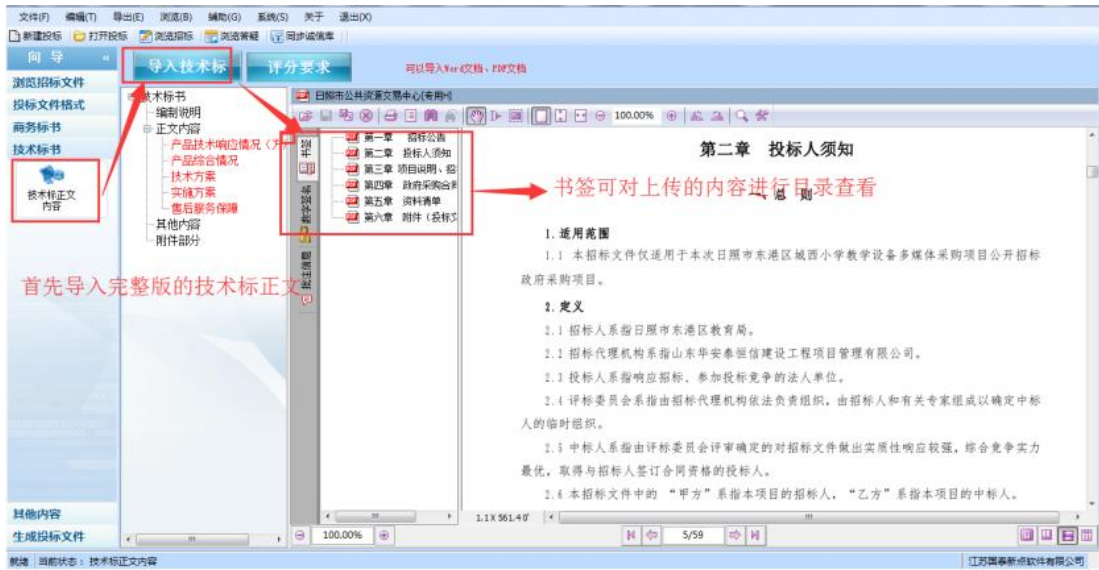 文件(F) 编辑(T) 导出(E) 浏览(B) 辅助(G) 系统(S) 关于 退出(X)
新建投标 打开投标 浏览招标 浏览答疑 同步诚信库
向 导 «
导入技术标 评分要求 可以导入Word文档、PDF文档
浏览招标文件
投标文件格式
商务标书
技术标书
技术标正文
内容
技术标书
编制说明
正文内容
产品技术响应情况（方
产品综合情况
技术方案
实施方案
售后服务保障
其他内容
附件部分
首先导入完整版的技术标正文
日照市公共资源交易中心[专用H]
100.00%
书签
数字签名
批注信息
第一章 招标公告
第二章 投标人须知
第三章 项目说明、招
第四章 政府采购合同
第五章 资料清单
第六章 附件（投标文
书签可对上传的内容进行目录查看
第二章 投标人须知
总 则
1. 适用范围
1.1 本招标文件仅适用于本次日照市东港区城西小学教学设备多媒体采购项目公开招标
政府采购项目。
2. 定义
2.1 招标人系指日照市东港区教育局。
2.2 招标代理机构系指山东华安泰恒信建设工程项目管理有限公司。
2.3 投标人系指响应招标、参加投标竞争的法人单位。
2.4 评标委员会系指由招标代理机构依法负责组织，由招标人和有关专家组成以确定中标
人的临时组织。
2.5 中标人系指由评标委员会评审确定的对招标文件做出实质性响应较强，综合竞争实力
最优，取得与招标人签订合同资格的投标人。
2.6 本招标文件中的 “甲方”系指本项目的招标人，“乙方”系指本项目的中标人。
其他内容
生成投标文件
1.1X561.40'
100.00%
5/59
就绪 当前状态：技术标正文内容
江苏国泰新点软件有限公司